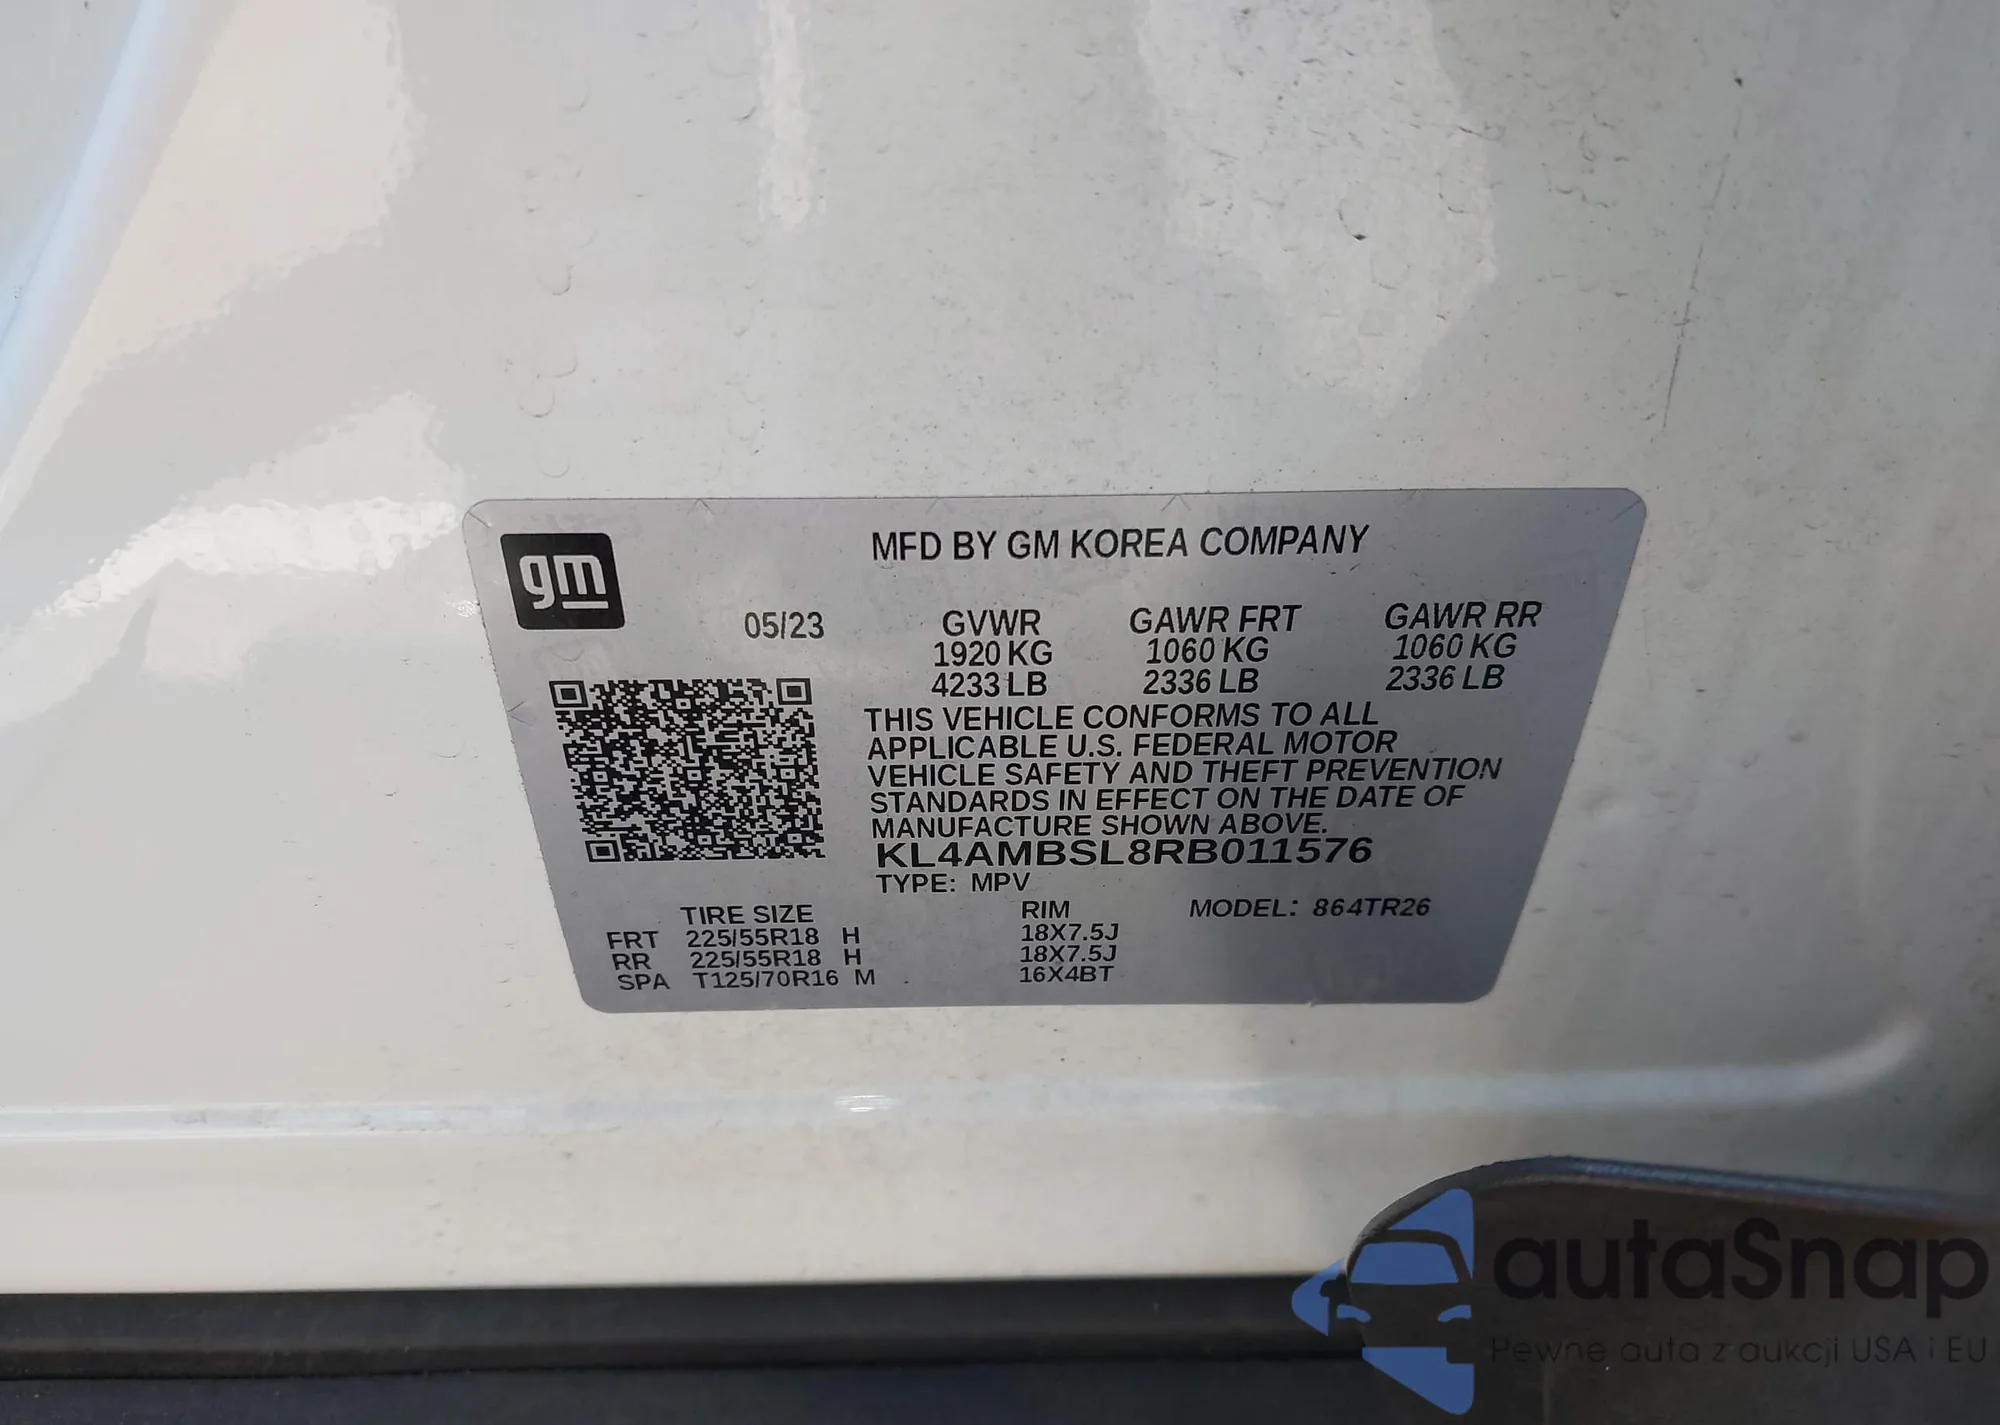 gm
MFD BY GM KOREA COMPANY
05/23
GVWR GAWR FRT GAWR RR
1920 KG 1060 KG 1060 KG
4233 LB 2336 LB 2336 LB
THIS VEHICLE CONFORMS TO ALL
APPLICABLE U.S. FEDERAL MOTOR
VEHICLE SAFETY AND THEFT PREVENTION
STANDARDS IN EFFECT ON THE DATE OF
MANUFACTURE SHOWN ABOVE.
KL4AMBSL8RB011576
TYPE: MPV
TIRE SIZE RIM MODEL: 864TR26
FRT 225/55R18 H 18X7.5J
RR 225/55R18 H 18X7.5J
SPA T125/70R16 M 16X4BT
autaSnap
Pewne auta z aukcji USA i EU